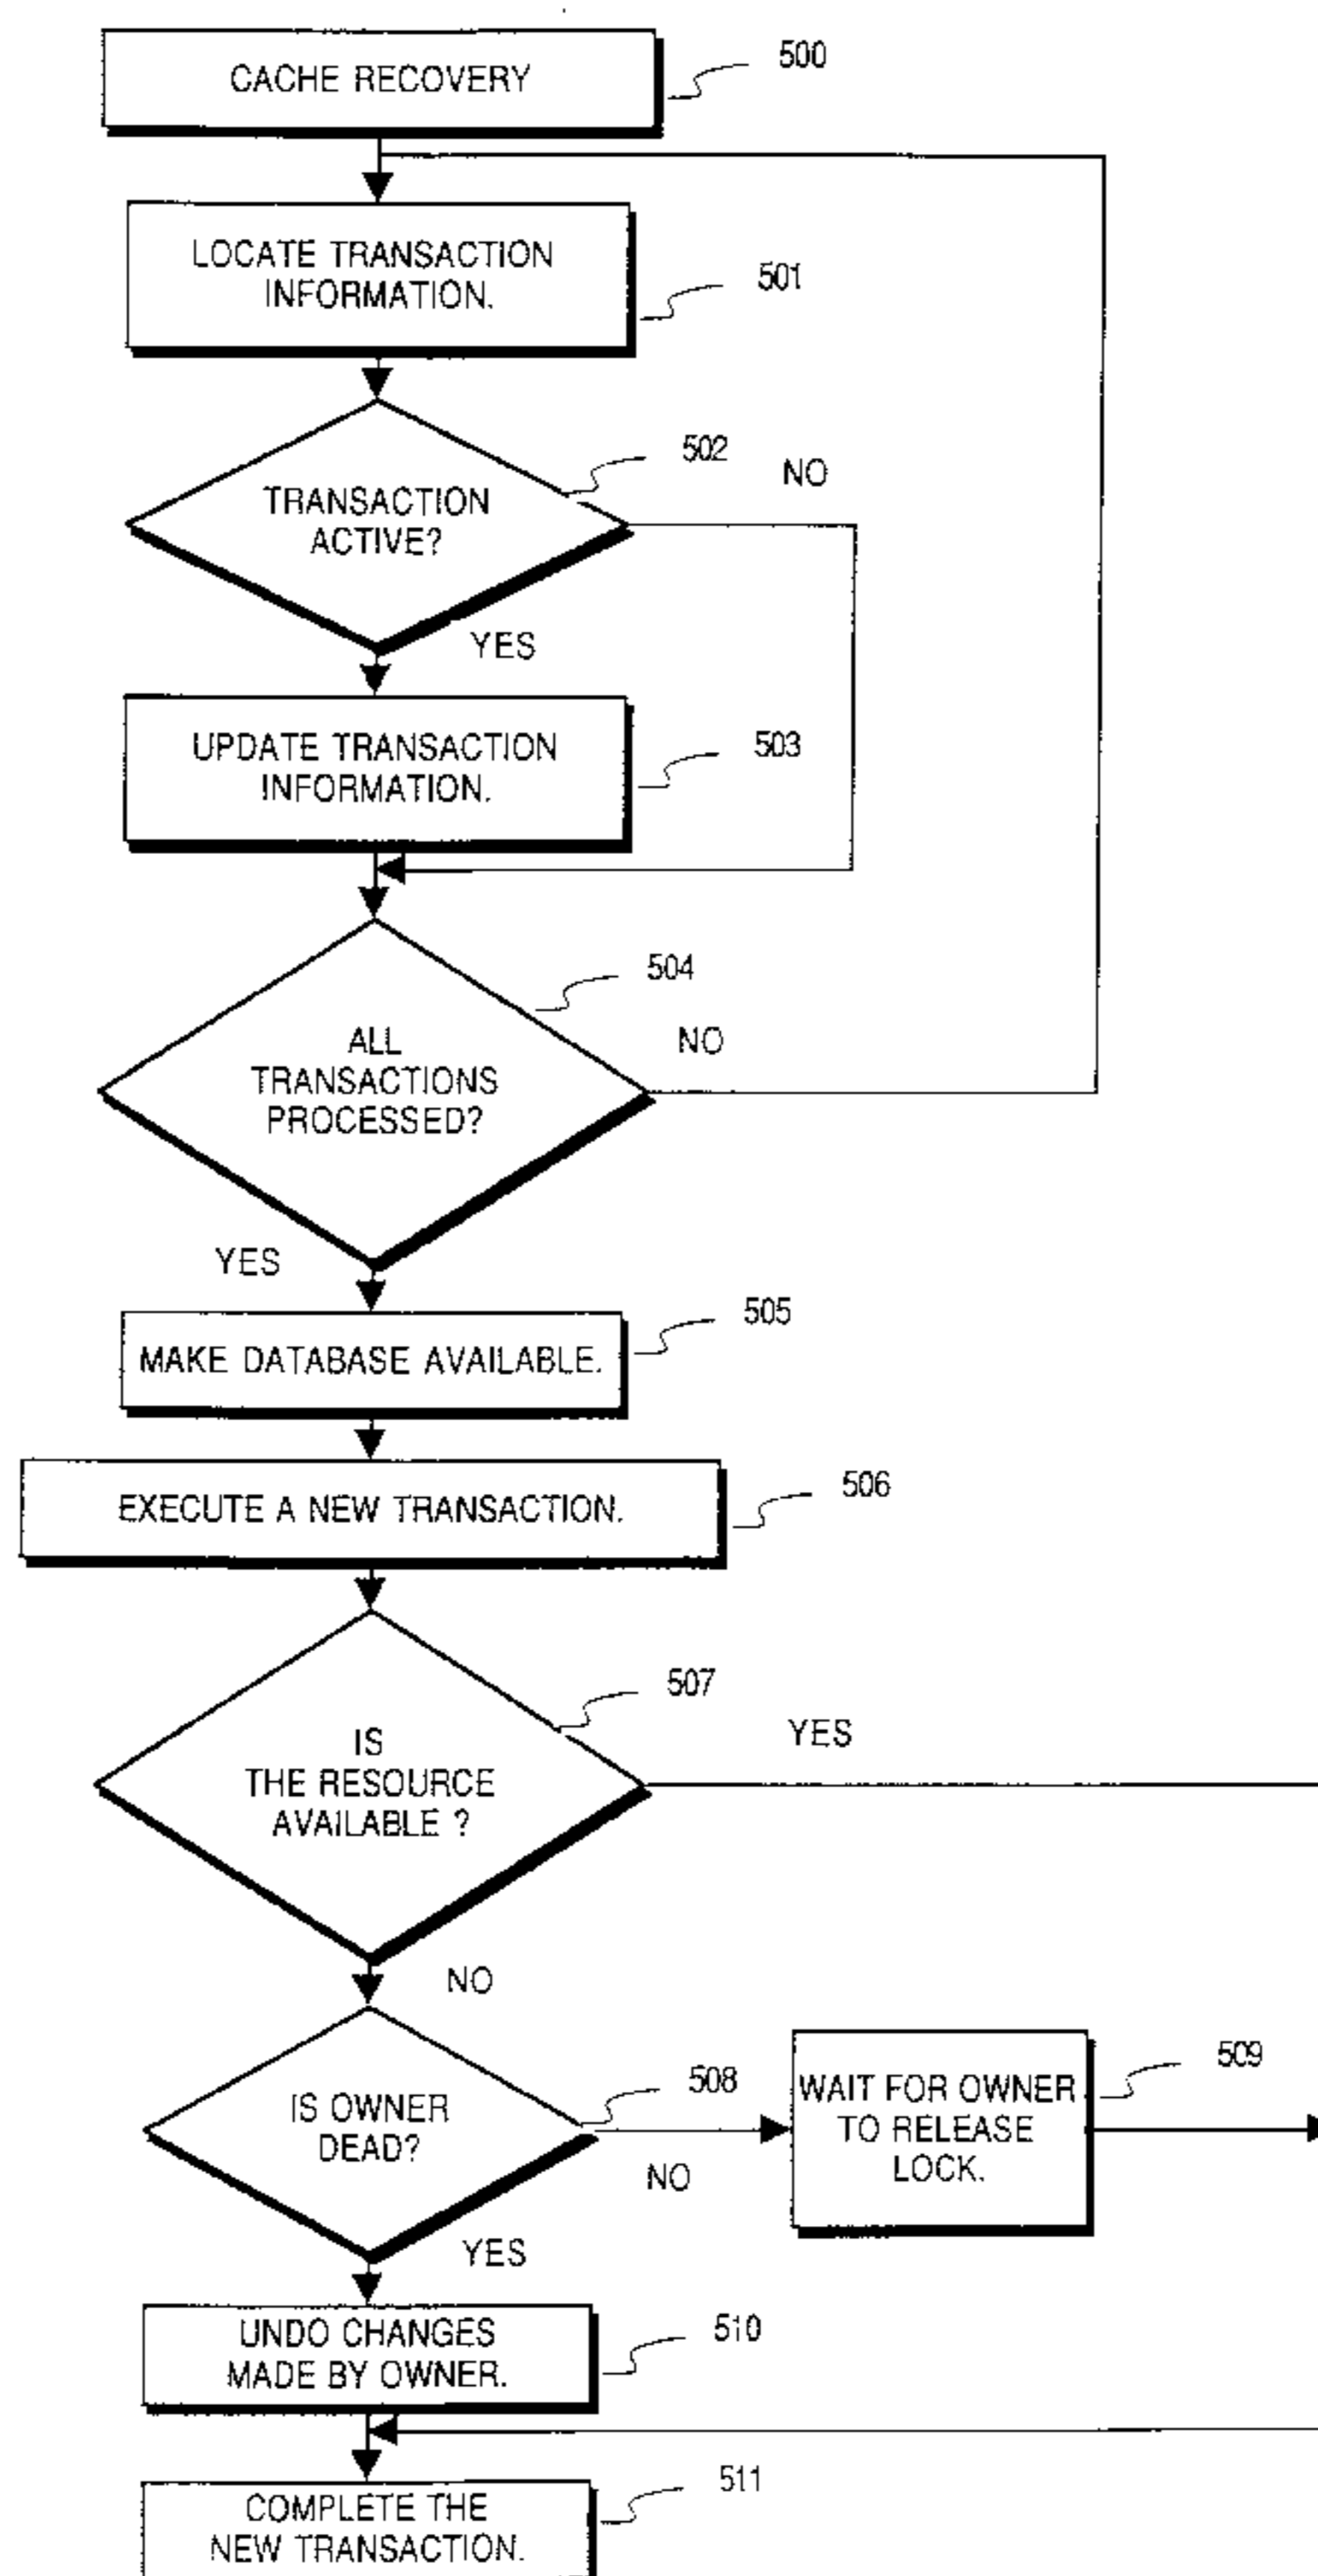 CACHE RECOVERY
500
LOCATE TRANSACTION
INFORMATION.
501
TRANSACTION
ACTIVE?
502
NO
YES
UPDATE TRANSACTION
INFORMATION.
503
ALL
TRANSACTIONS
PROCESSED?
504
NO
YES
MAKE DATABASE AVAILABLE.
505
EXECUTE A NEW TRANSACTION.
506
IS
THE RESOURCE
AVAILABLE ?
507
YES
NO
IS OWNER
DEAD?
508
NO
WAIT FOR OWNER
TO RELEASE
LOCK.
509
YES
UNDO CHANGES
MADE BY OWNER.
510
COMPLETE THE
NEW TRANSACTION.
511